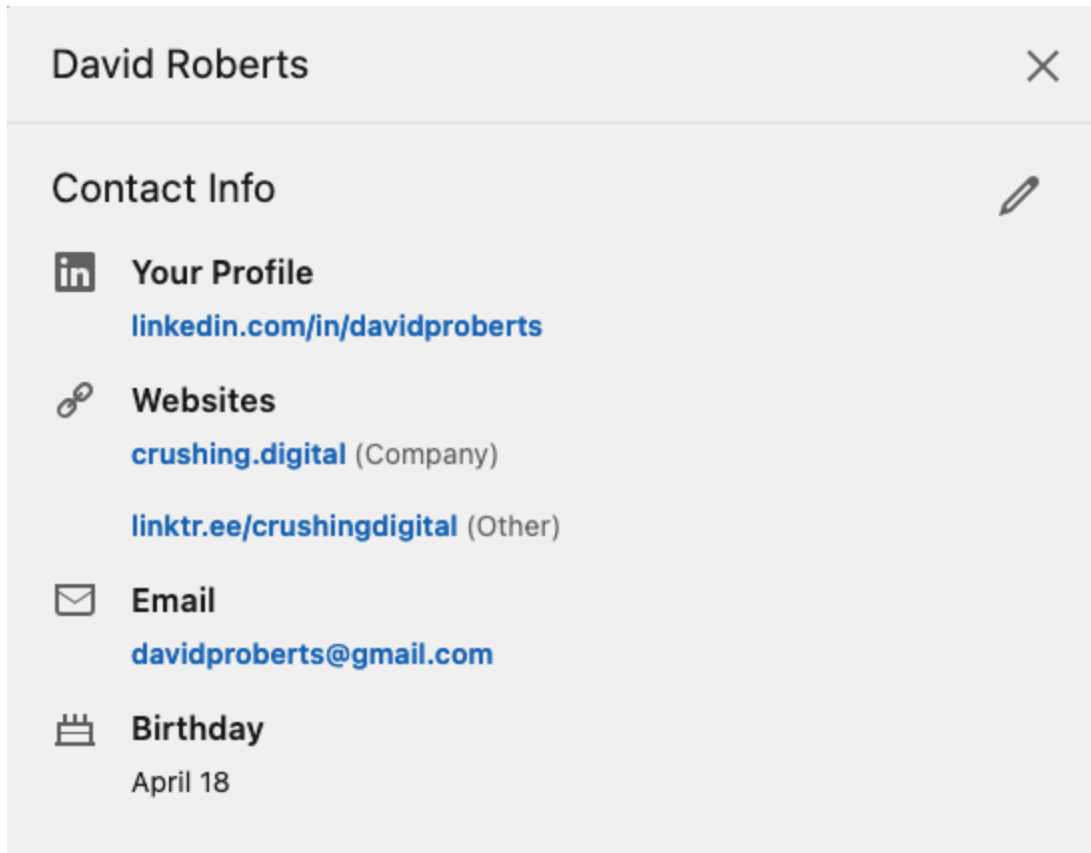 David Roberts
Contact Info
in Your Profile
linkedin.com/in/davidproberts
Websites
crushing.digital (Company)
linktr.ee/crushingdigital (Other)
Email
davidproberts@gmail.com
Birthday
April 18